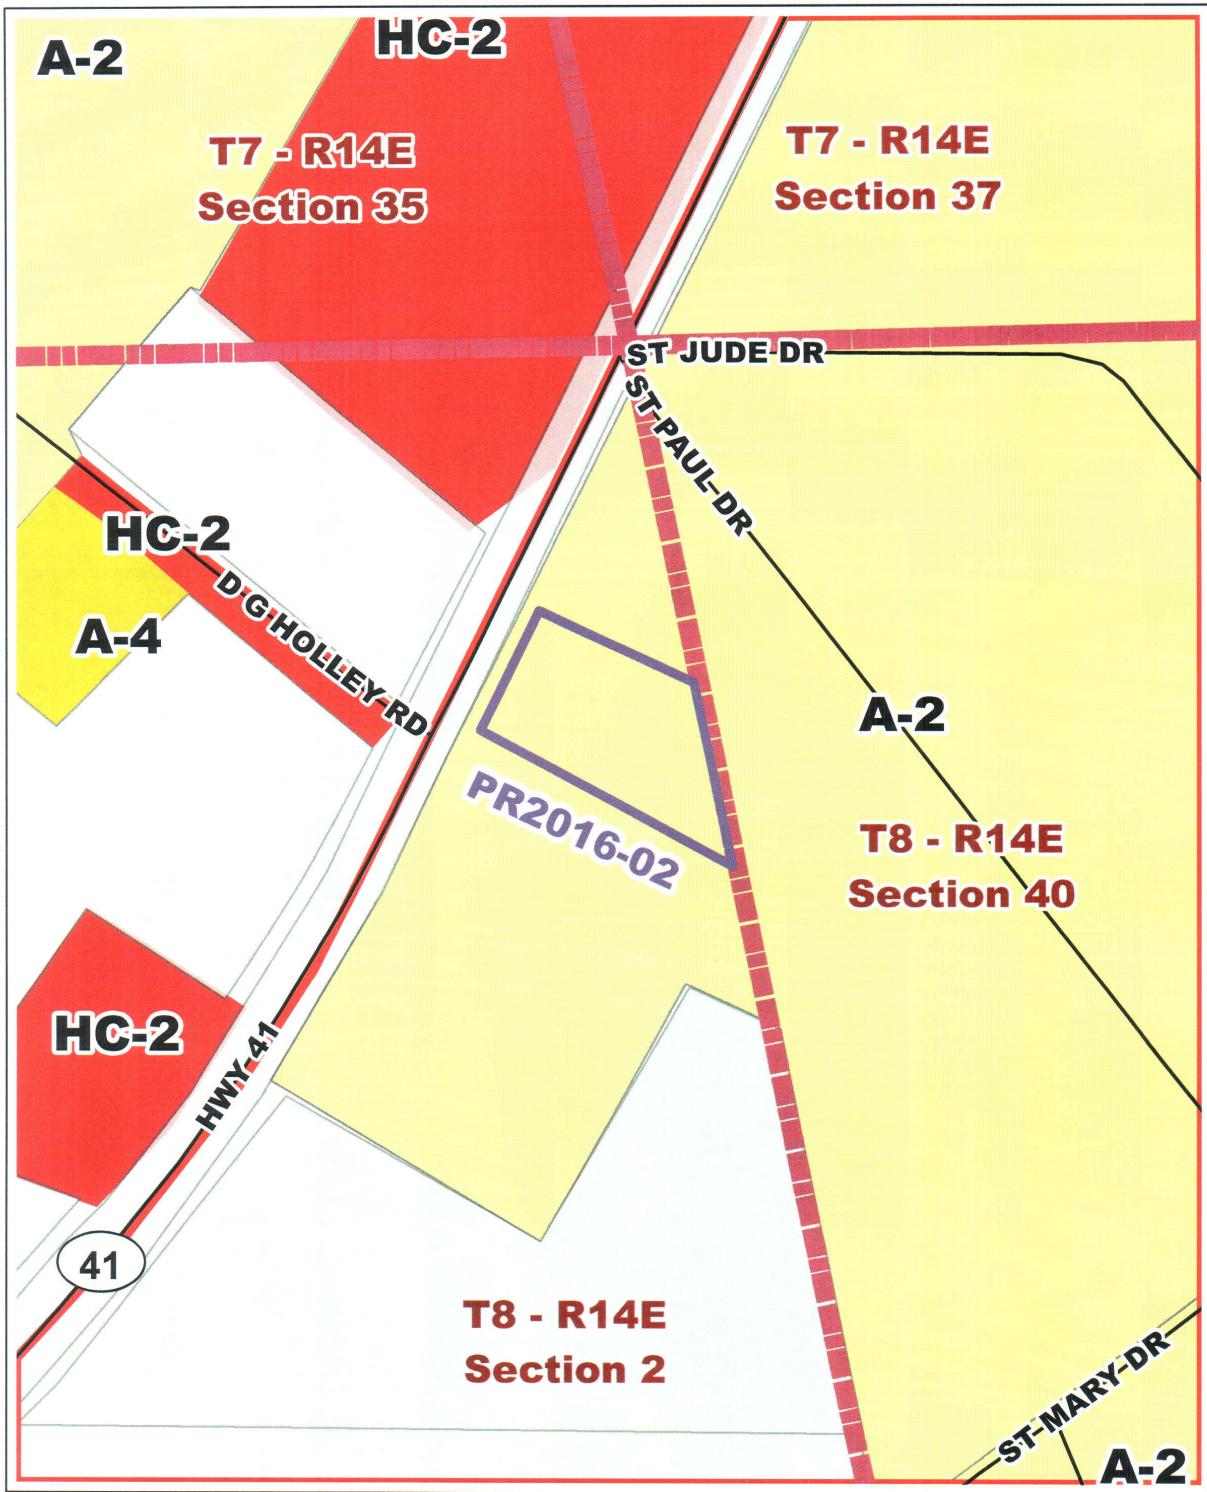 HC-2
A-2
T7 - R14E
Section 35
T7 - R14E
Section 37
ST JUDE DR
ST PAUL DR
HC-2
D G HOLLEY RD
A-4
A-2
PR2016-02
T8 - R14E
Section 40
HC-2
HWY 41
41
T8 - R14E
Section 2
ST MARY DR
A-2